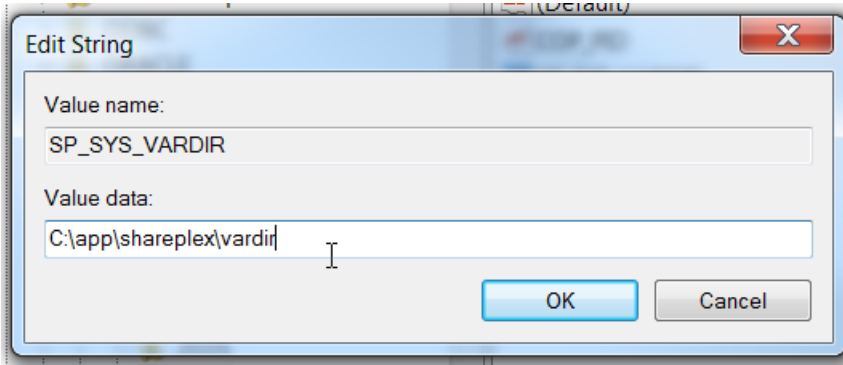 (Default)
Edit String
Value name:
SP_SYS_VARDIR
Value data:
C:\app\shareplex\vardir
OK
Cancel